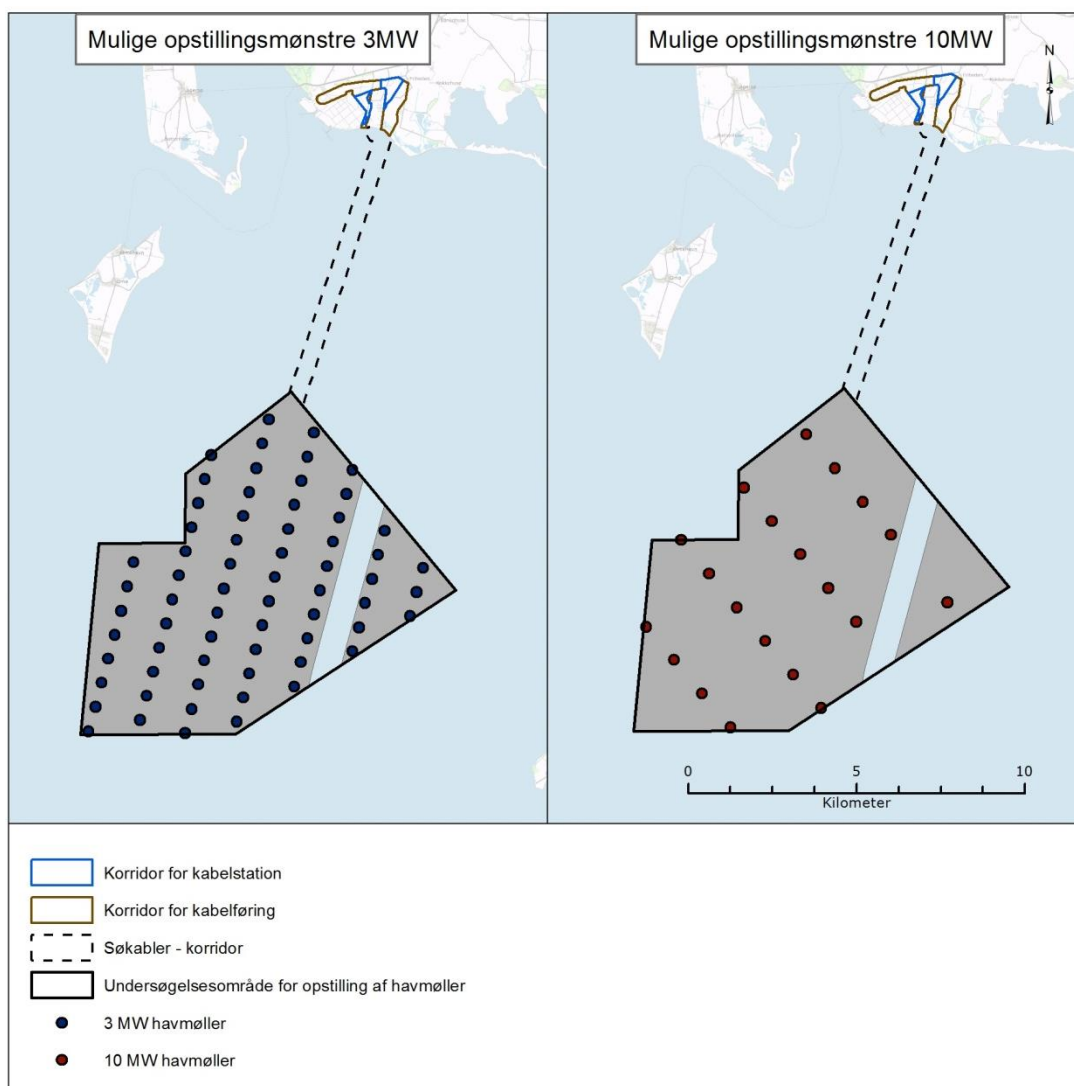 Mulige opstillingsmønstre 3MW
Mulige opstillingsmønstre 10MW
N
0 5 10
Kilometer
Korridor for kabelstation
Korridor for kabelføring
Søkabler - korridor
Undersøgelsesområde for opstilling af havmøller
3 MW havmøller
10 MW havmøller